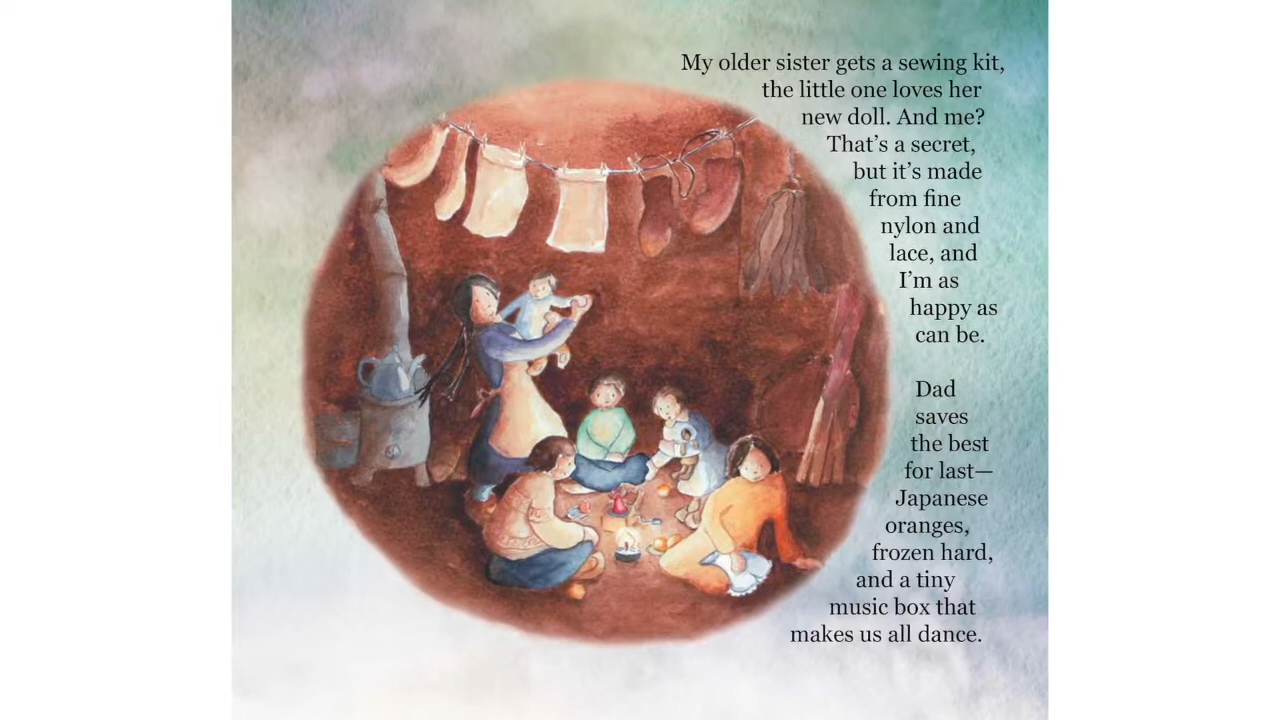 My older sister gets a sewing kit,
the little one loves her
new doll. And me?
That’s a secret,
but it’s made
from fine
nylon and
lace, and
I’m as
happy as
can be.
Dad
saves
the best
for last—
Japanese
oranges,
frozen hard,
and a tiny
music box that
makes us all dance.